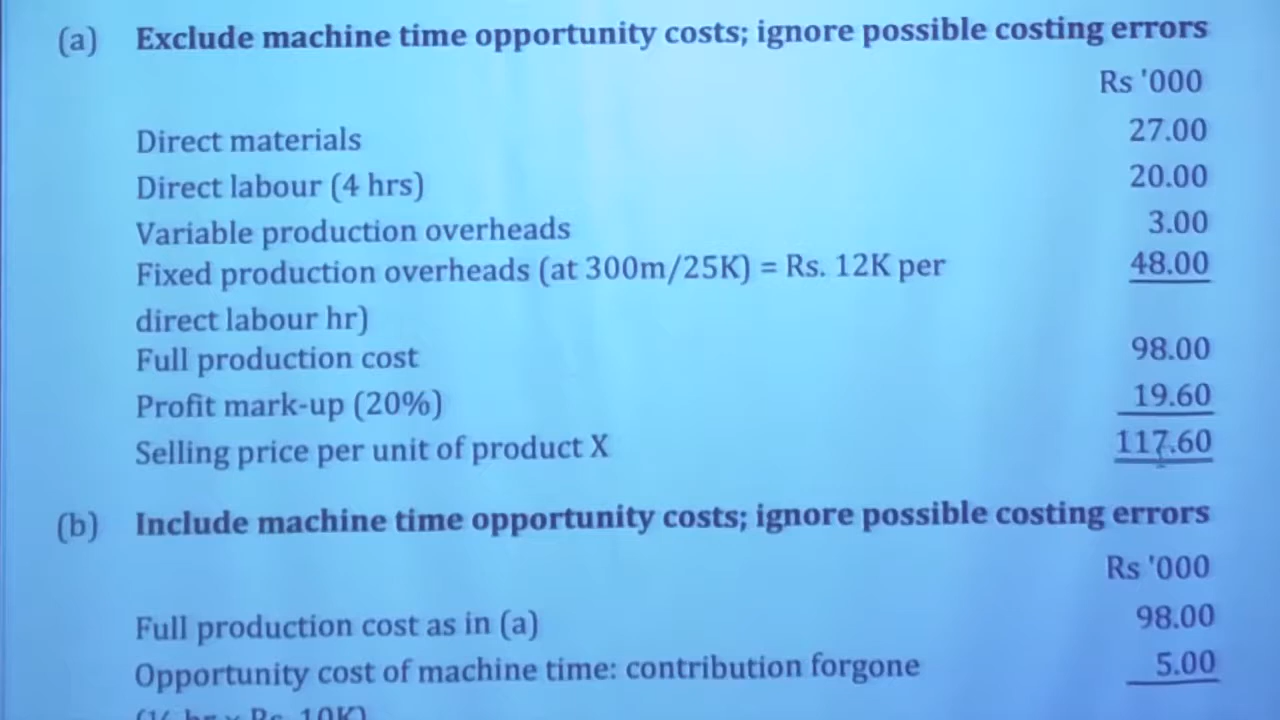 (a) Exclude machine time opportunity costs; ignore possible costing errors
Rs '000
Direct materials 27.00
Direct labour (4 hrs) 20.00
Variable production overheads 3.00
Fixed production overheads (at 300m/25K) = Rs. 12K per 48.00
direct labour hr)
Full production cost 98.00
Profit mark-up (20%) 19.60
Selling price per unit of product X 117.60
(b) Include machine time opportunity costs; ignore possible costing errors
Rs '000
Full production cost as in (a) 98.00
Opportunity cost of machine time: contribution forgone 5.00
hr × Rs. 10K)